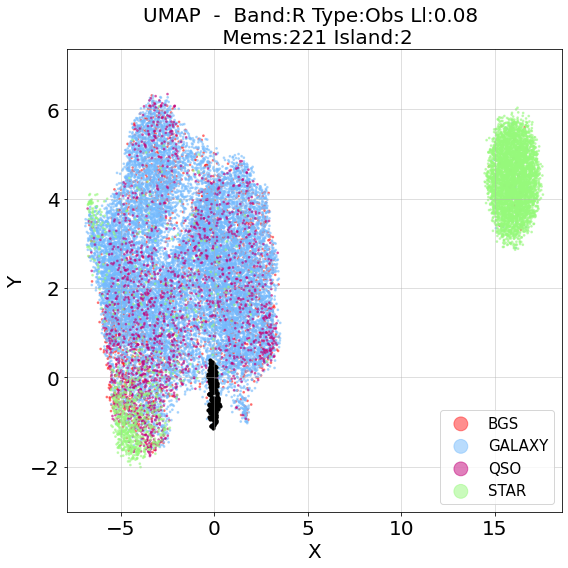 UMAP  -  Band:R Type:Obs Ll:0.08
Mems:221 Island:2
Y
6
4
2
0
−2
−5
0
5
10
15
X
BGS
GALAXY
QSO
STAR